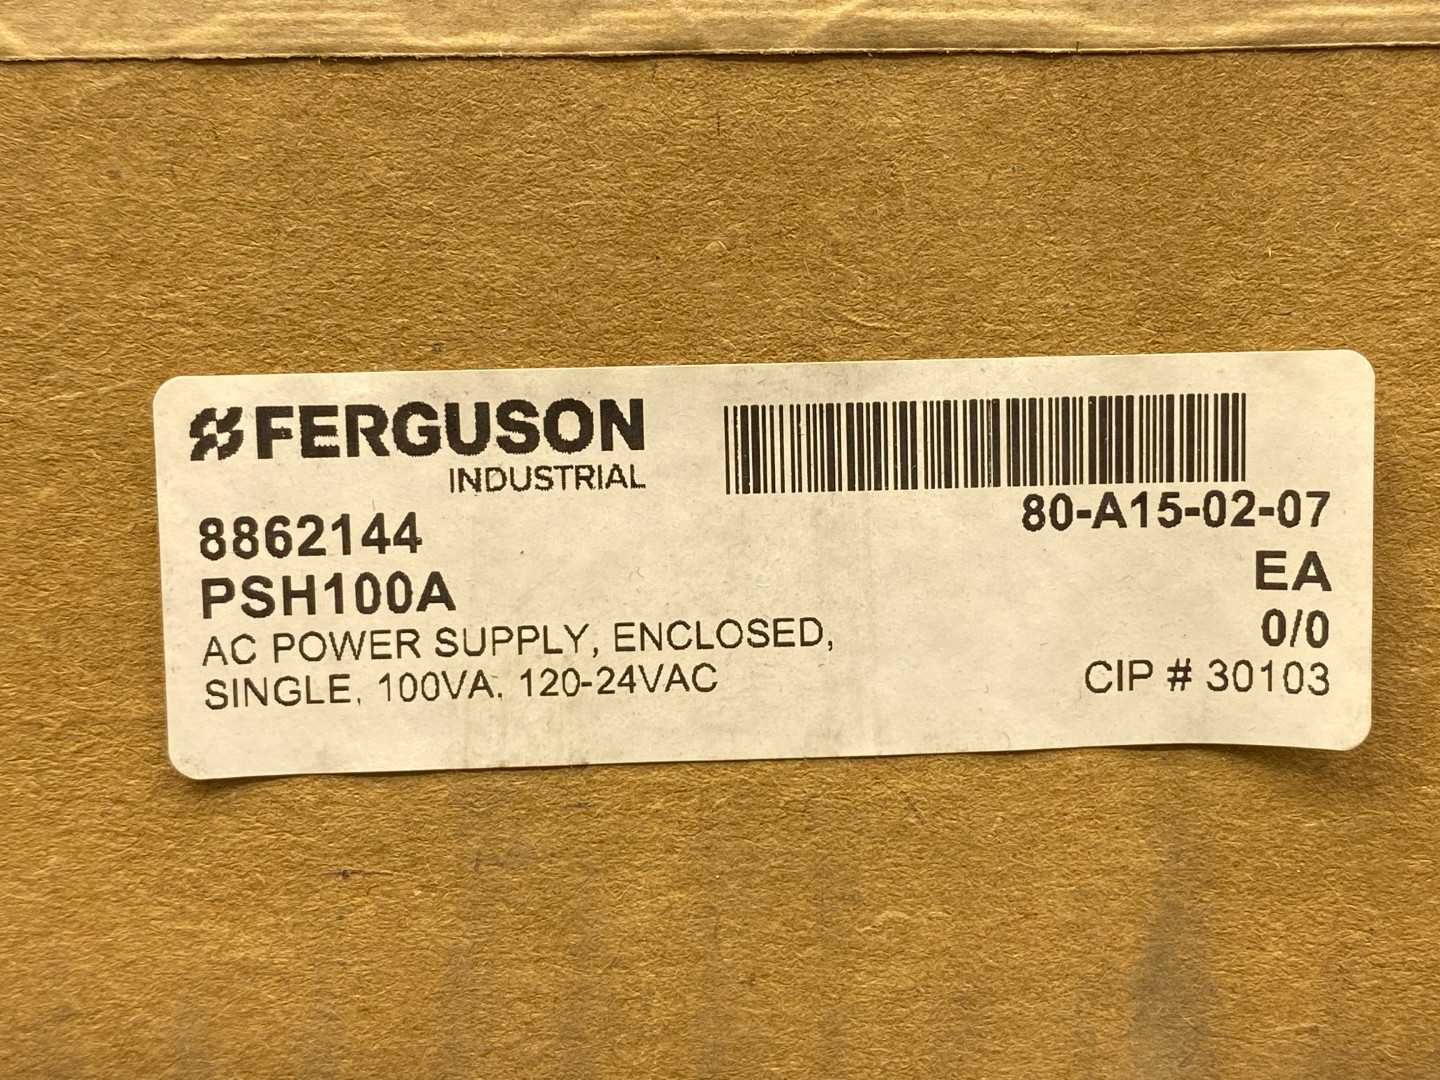 FERGUSON
INDUSTRIAL
8862144
PSH100A
AC POWER SUPPLY, ENCLOSED,
SINGLE, 100VA, 120-24VAC
80-A15-02-07
EA
0/0
CIP # 30103